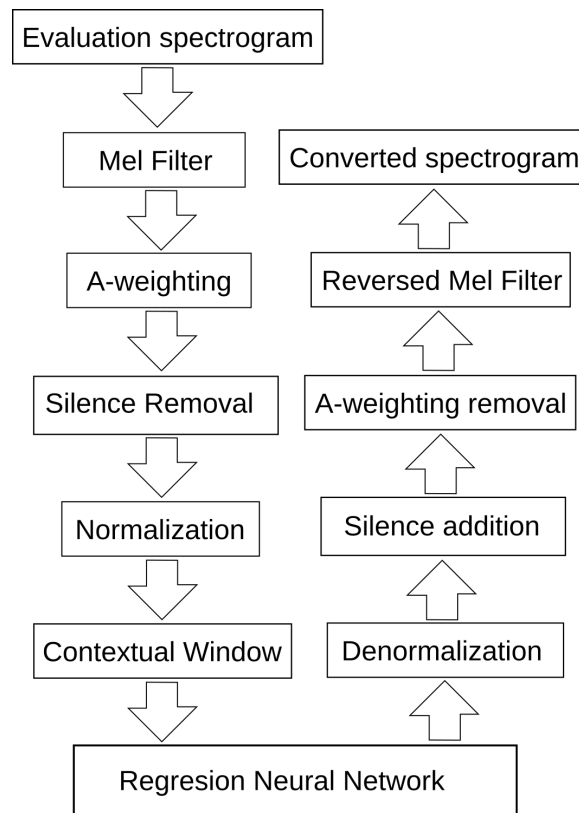 Evaluation spectrogram
Mel Filter
A-weighting
Silence Removal
Normalization
Contextual Window
Regresion Neural Network
Denormalization
Silence addition
A-weighting removal
Reversed Mel Filter
Converted spectrogram